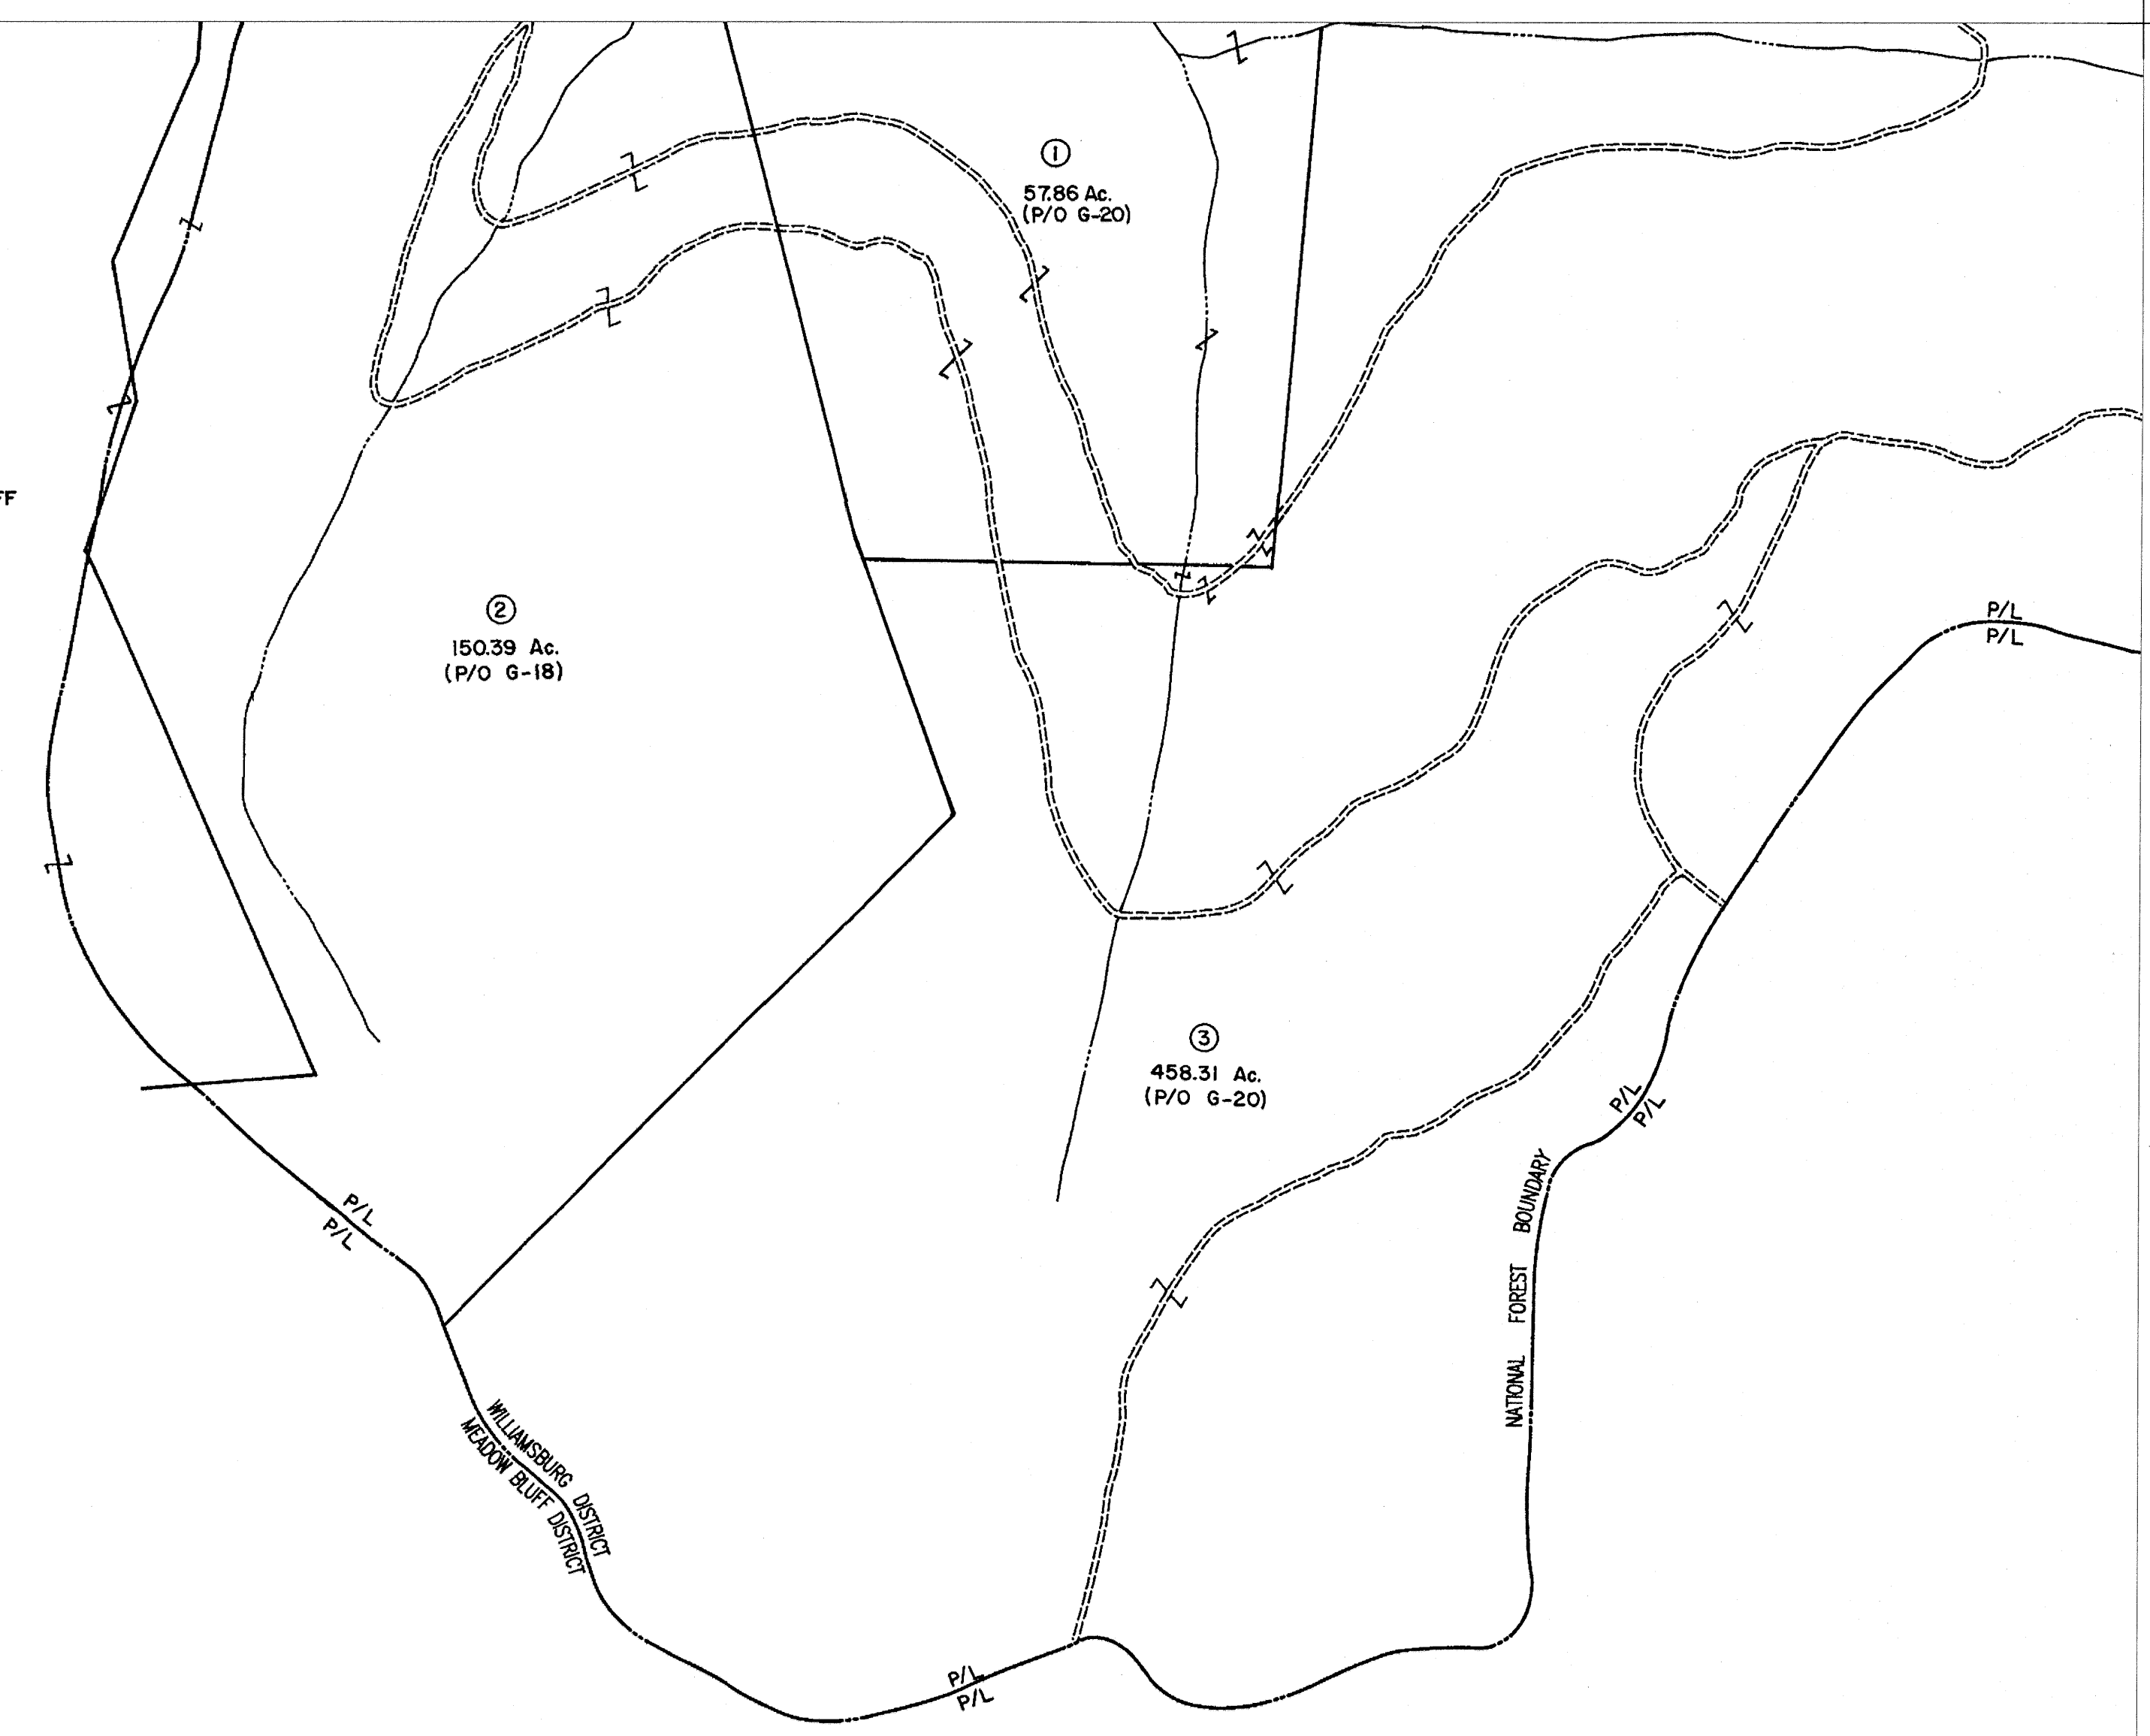 1
57.86 Ac.
(P/O G-20)
FF
2
150.39 Ac.
(P/O G-18)
P/L
P/L
3
458.31 Ac.
(P/O G-20)
P/L
P/L
NATIONAL FOREST BOUNDARY
P/L
P/L
WILLIAMSBURG DISTRICT
MEADOW BLUFF DISTRICT
P/L
P/L